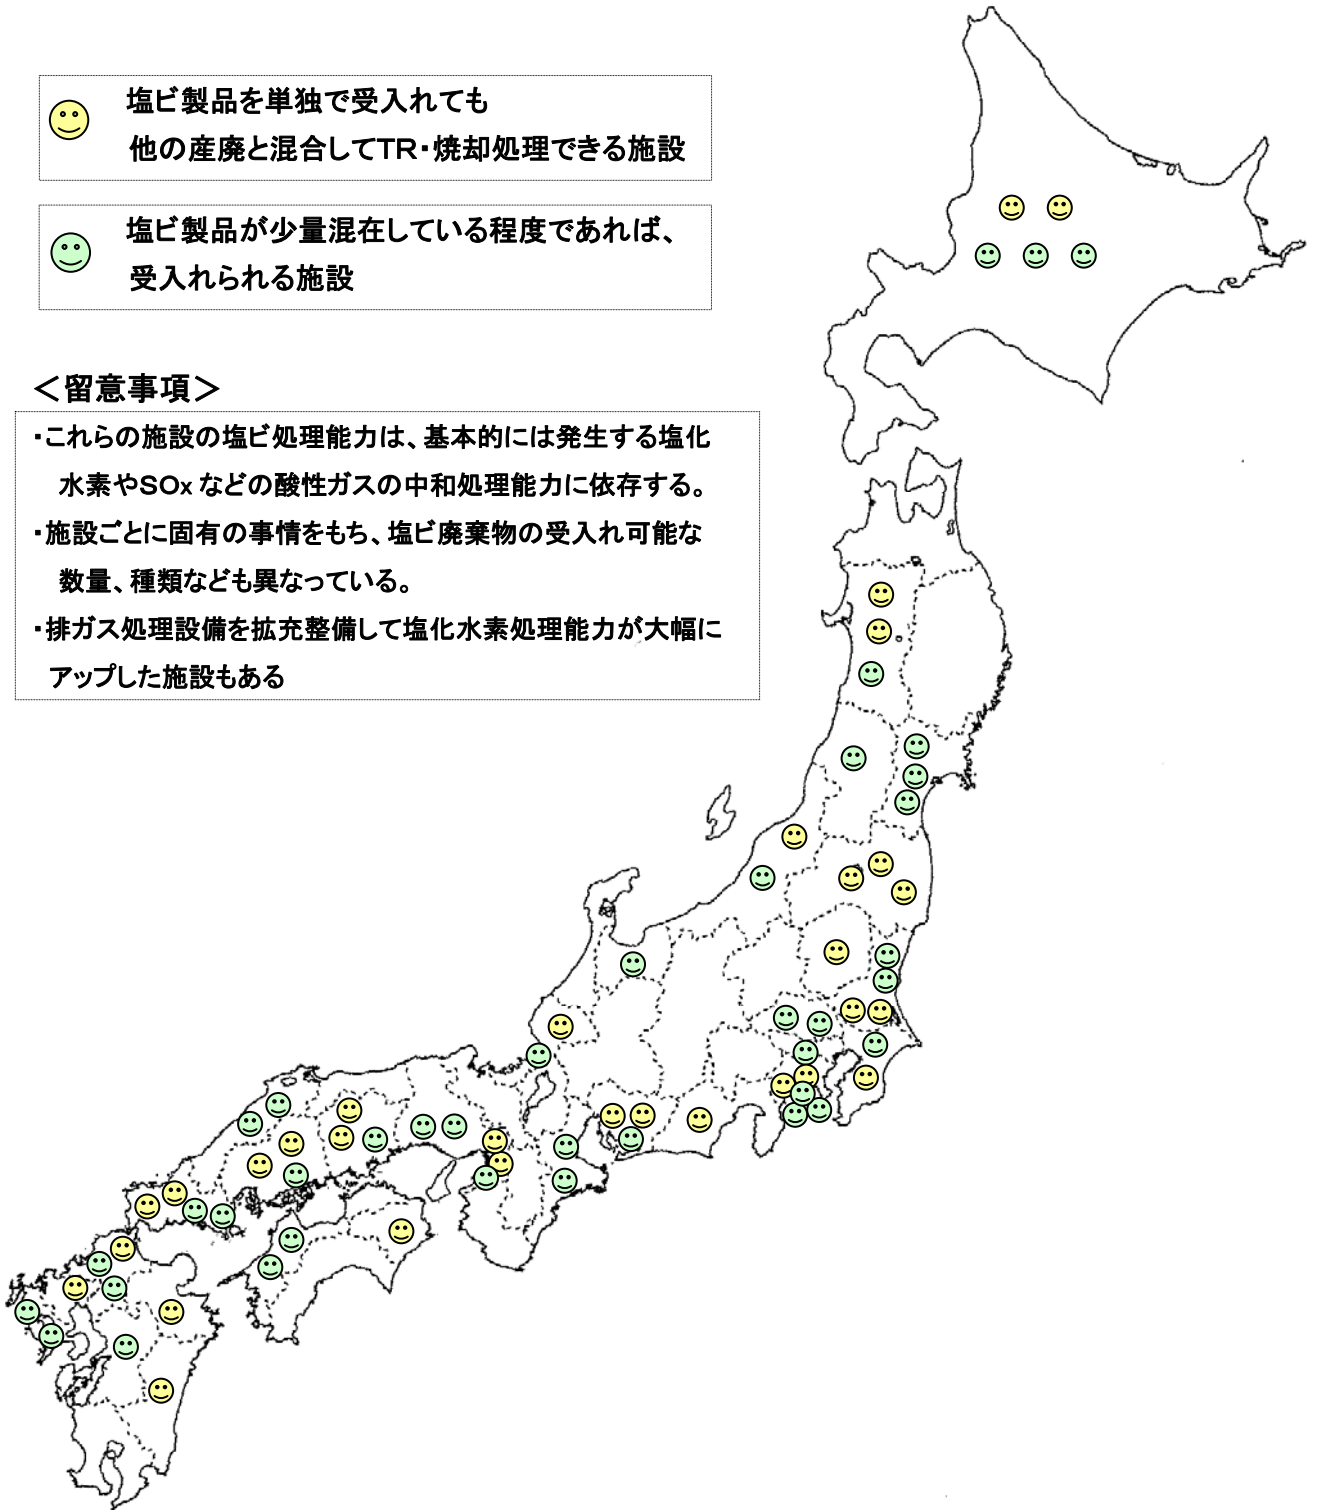 塩ビ製品を単独で受入れても
他の産廃と混合してTR・焼却処理できる施設
塩ビ製品が少量混在している程度であれば、
受入れられる施設
＜留意事項＞
・これらの施設の塩ビ処理能力は、基本的には発生する塩化
水素やSOxなどの酸性ガスの中和処理能力に依存する。
・施設ごとに固有の事情をもち、塩ビ廃棄物の受入れ可能な
数量、種類なども異なっている。
・排ガス処理設備を拡充整備して塩化水素処理能力が大幅に
アップした施設もある